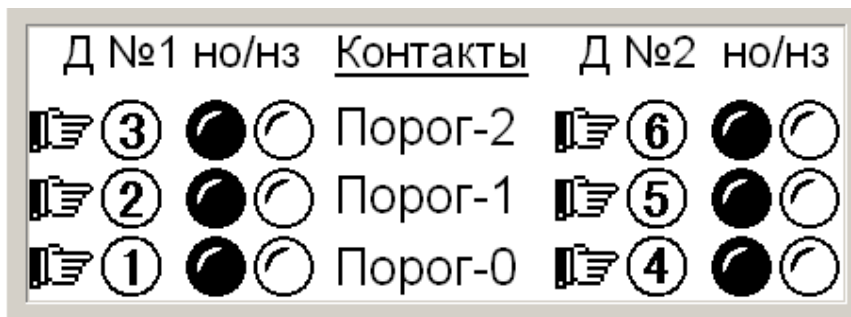 Д №1 но/нз Контакты Д №2 но/нз
3 Порог-2 6
2 Порог-1 5
1 Порог-0 4